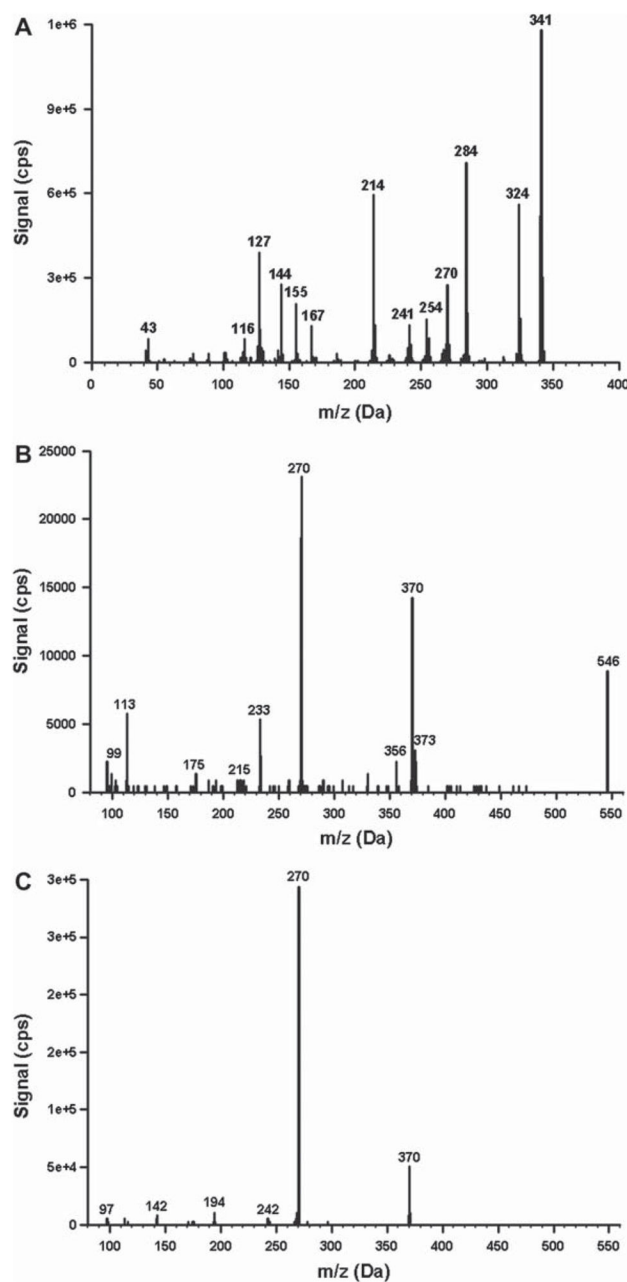 A
1e+6
341
9e+5
284
Signal (cps)
6e+5
214
324
127
3e+5
144
270
155
241
254
167
43
116
0
0 50 100 150 200 250 300 350 400
m/z (Da)
B
25000
270
20000
Signal (cps)
15000
370
10000
546
113
233
5000
99
175
215
356
373
0
100 150 200 250 300 350 400 450 500 550
m/z (Da)
C
3e+5
270
3e+5
2e+5
Signal (cps)
2e+5
1e+5
5e+4
370
97
142
194
242
0
100 150 200 250 300 350 400 450 500 550
m/z (Da)